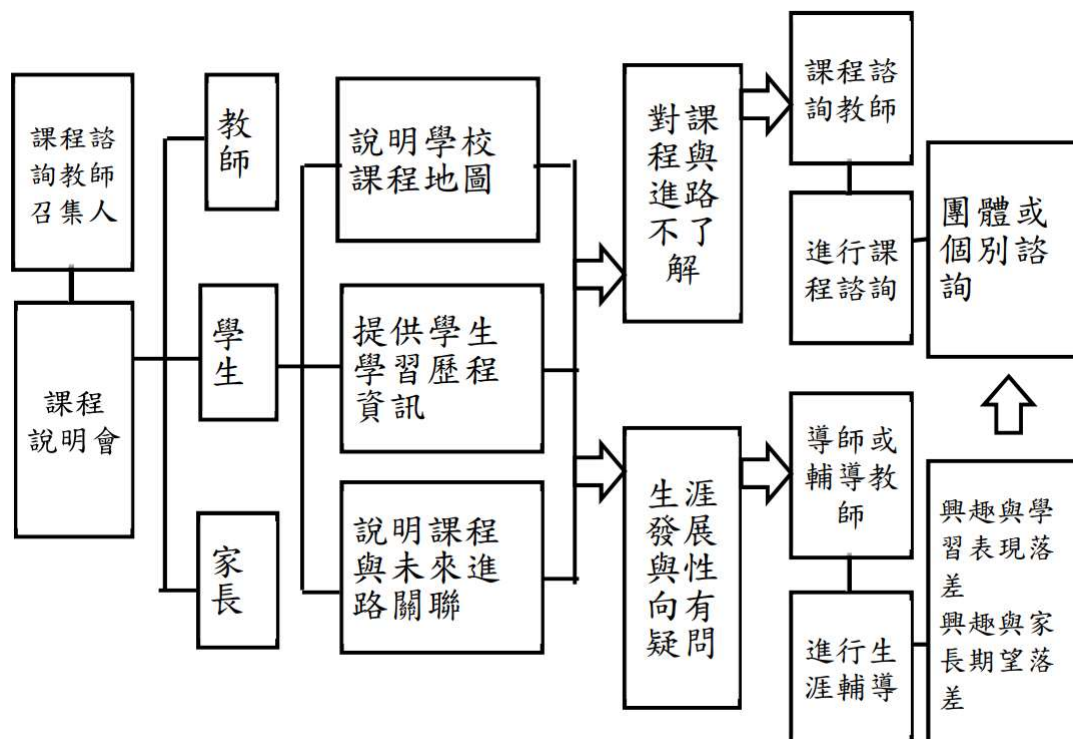 課程諮
詢教師
召集人
課程
說明會
教
師
學
生
家
長
說明學校
課程地圖
提供學生
學習歷程
資訊
說明課程
與未來進
路關聯
對課
程與
進路
不了
解
生涯
發展
與性
向有
疑問
課程諮
詢教師
進行課
程諮詢
團體或
個別諮
詢
導師或
輔導教
師
進行生
涯輔導
興趣與學
習表現落
差
興趣與家
長期望落
差